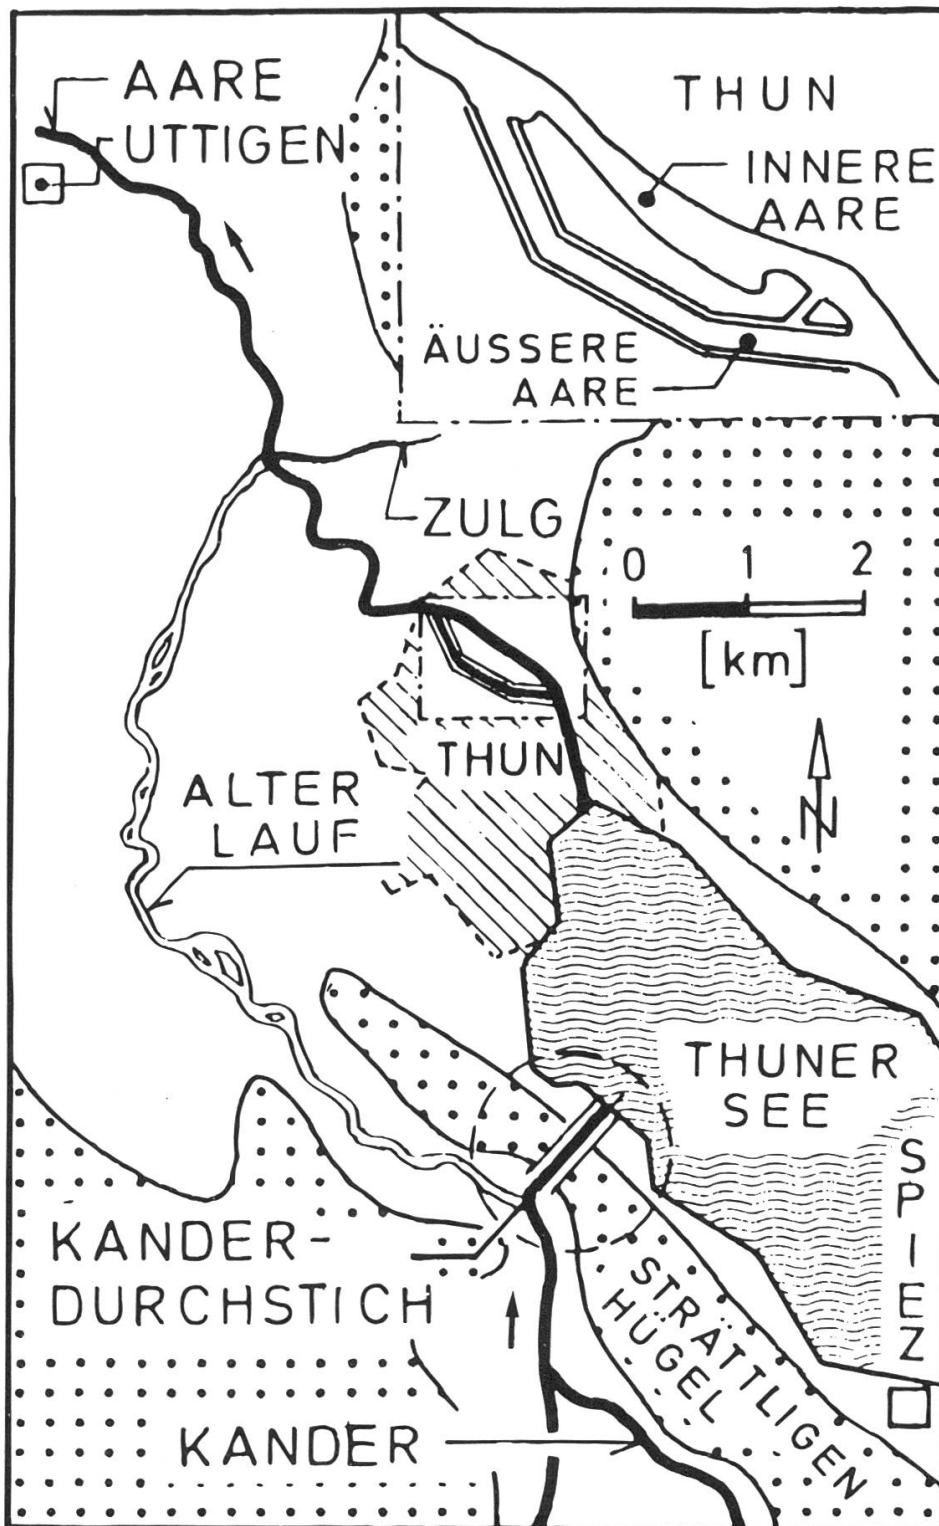 AARE
UTTIGEN
THUN
INNERE
AARE
ÄUSSERE
AARE
ZULG
0 1 2
[km]
THUN
N
ALTER
LAUF
THUNER
SEE
SPIEZ
KANDER-
DURCHSTICH
STRÄTTLIGEN
HÜGEL
KANDER